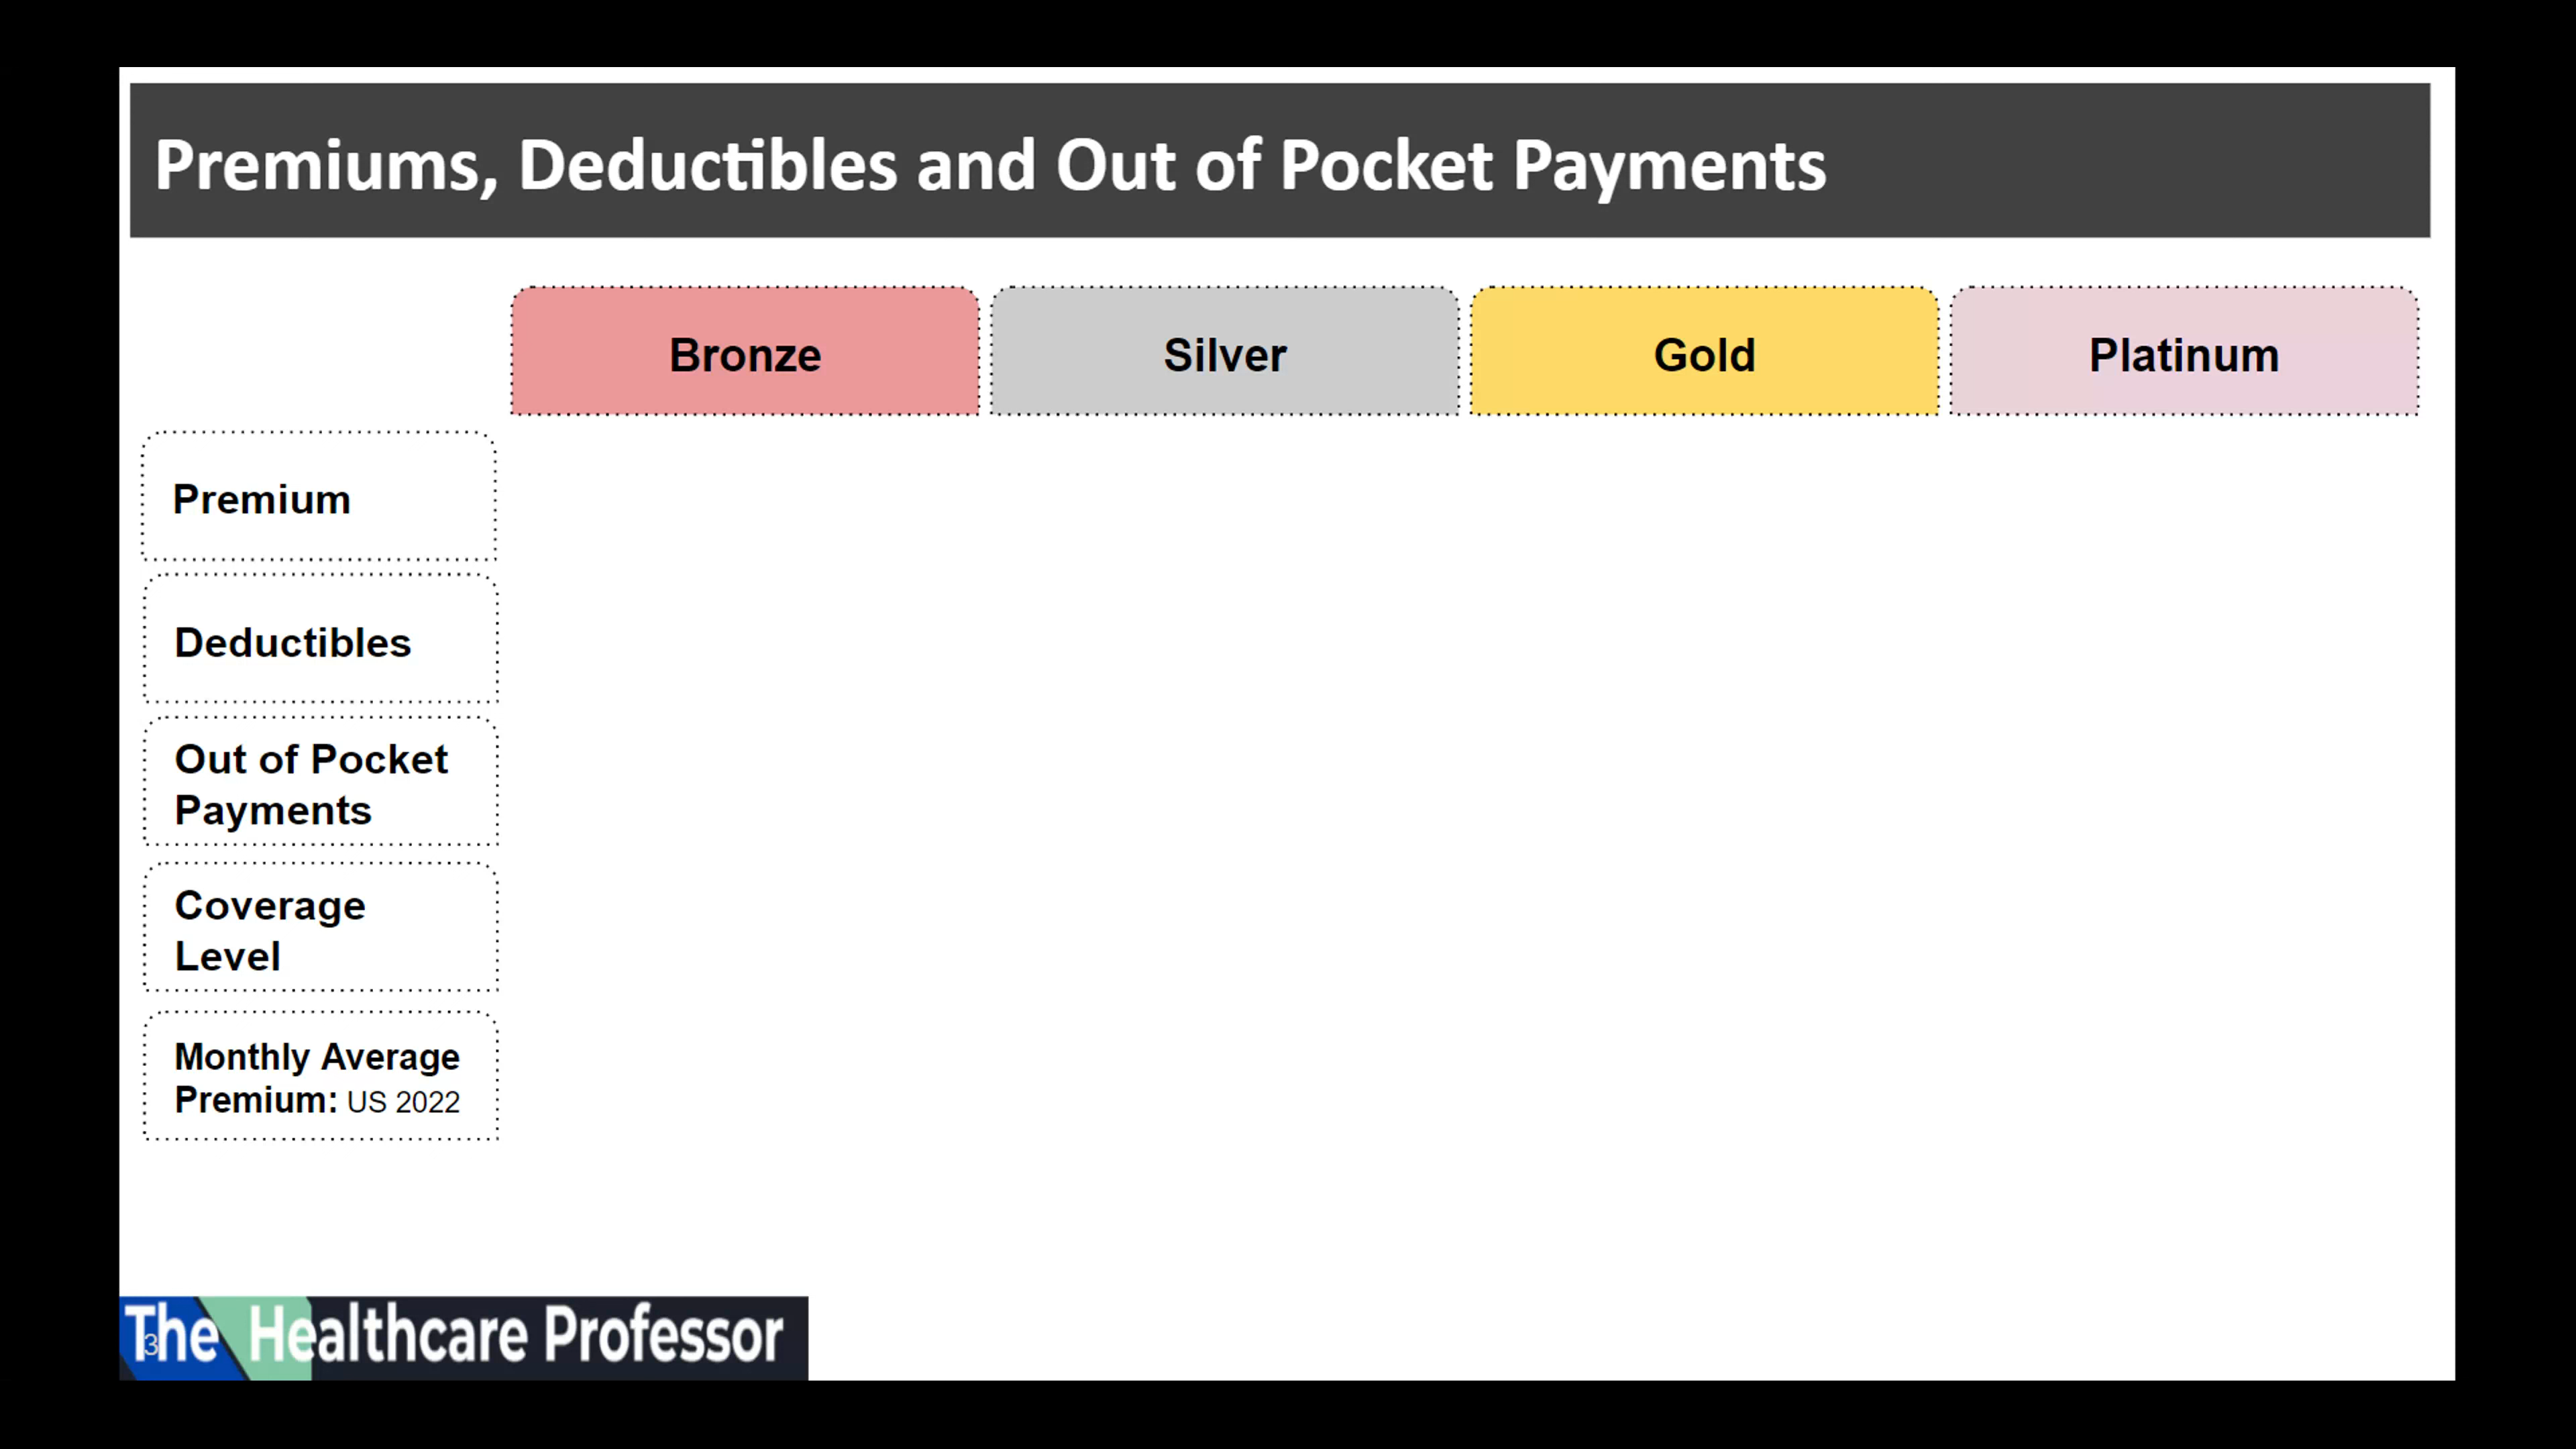 Premiums, Deductibles and Out of Pocket Payments
Bronze
Silver
Gold
Platinum
Premium
Deductibles
Out of Pocket
Payments
Coverage
Level
Monthly Average
Premium: US 2022
The Healthcare Professor
3